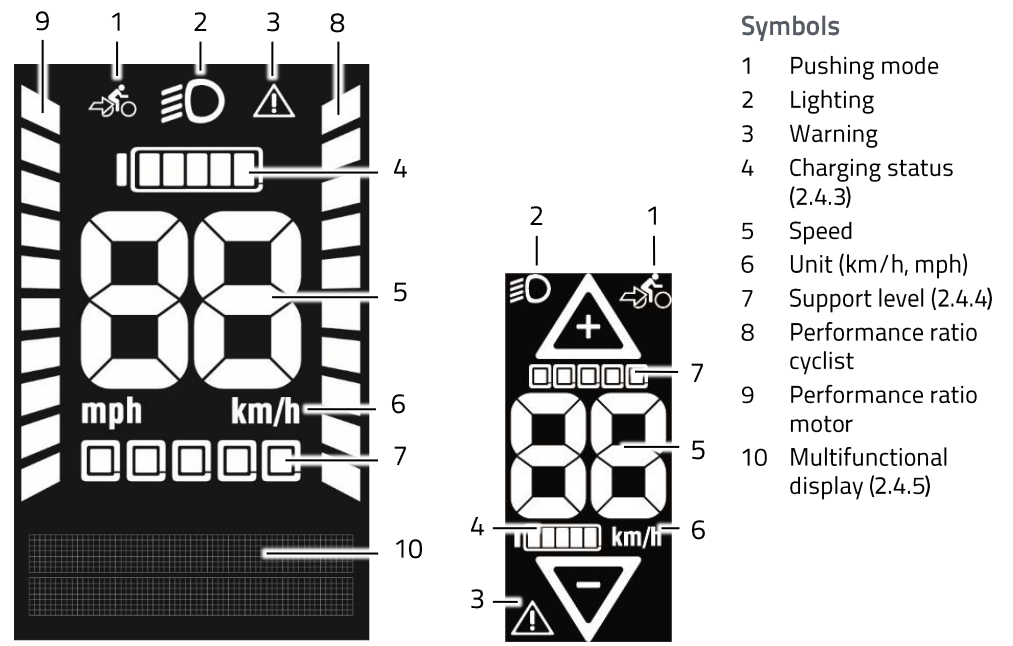 9 1 2 3 8
4
5
mph km/h 6
7
10
2 1
+
7
88
5
4 km/h 6
-
3
88
Symbols
1 Pushing mode
2 Lighting
3 Warning
4 Charging status
(2.4.3)
5 Speed
6 Unit (km/h, mph)
7 Support level (2.4.4)
8 Performance ratio
cyclist
9 Performance ratio
motor
10 Multifunctional
display (2.4.5)